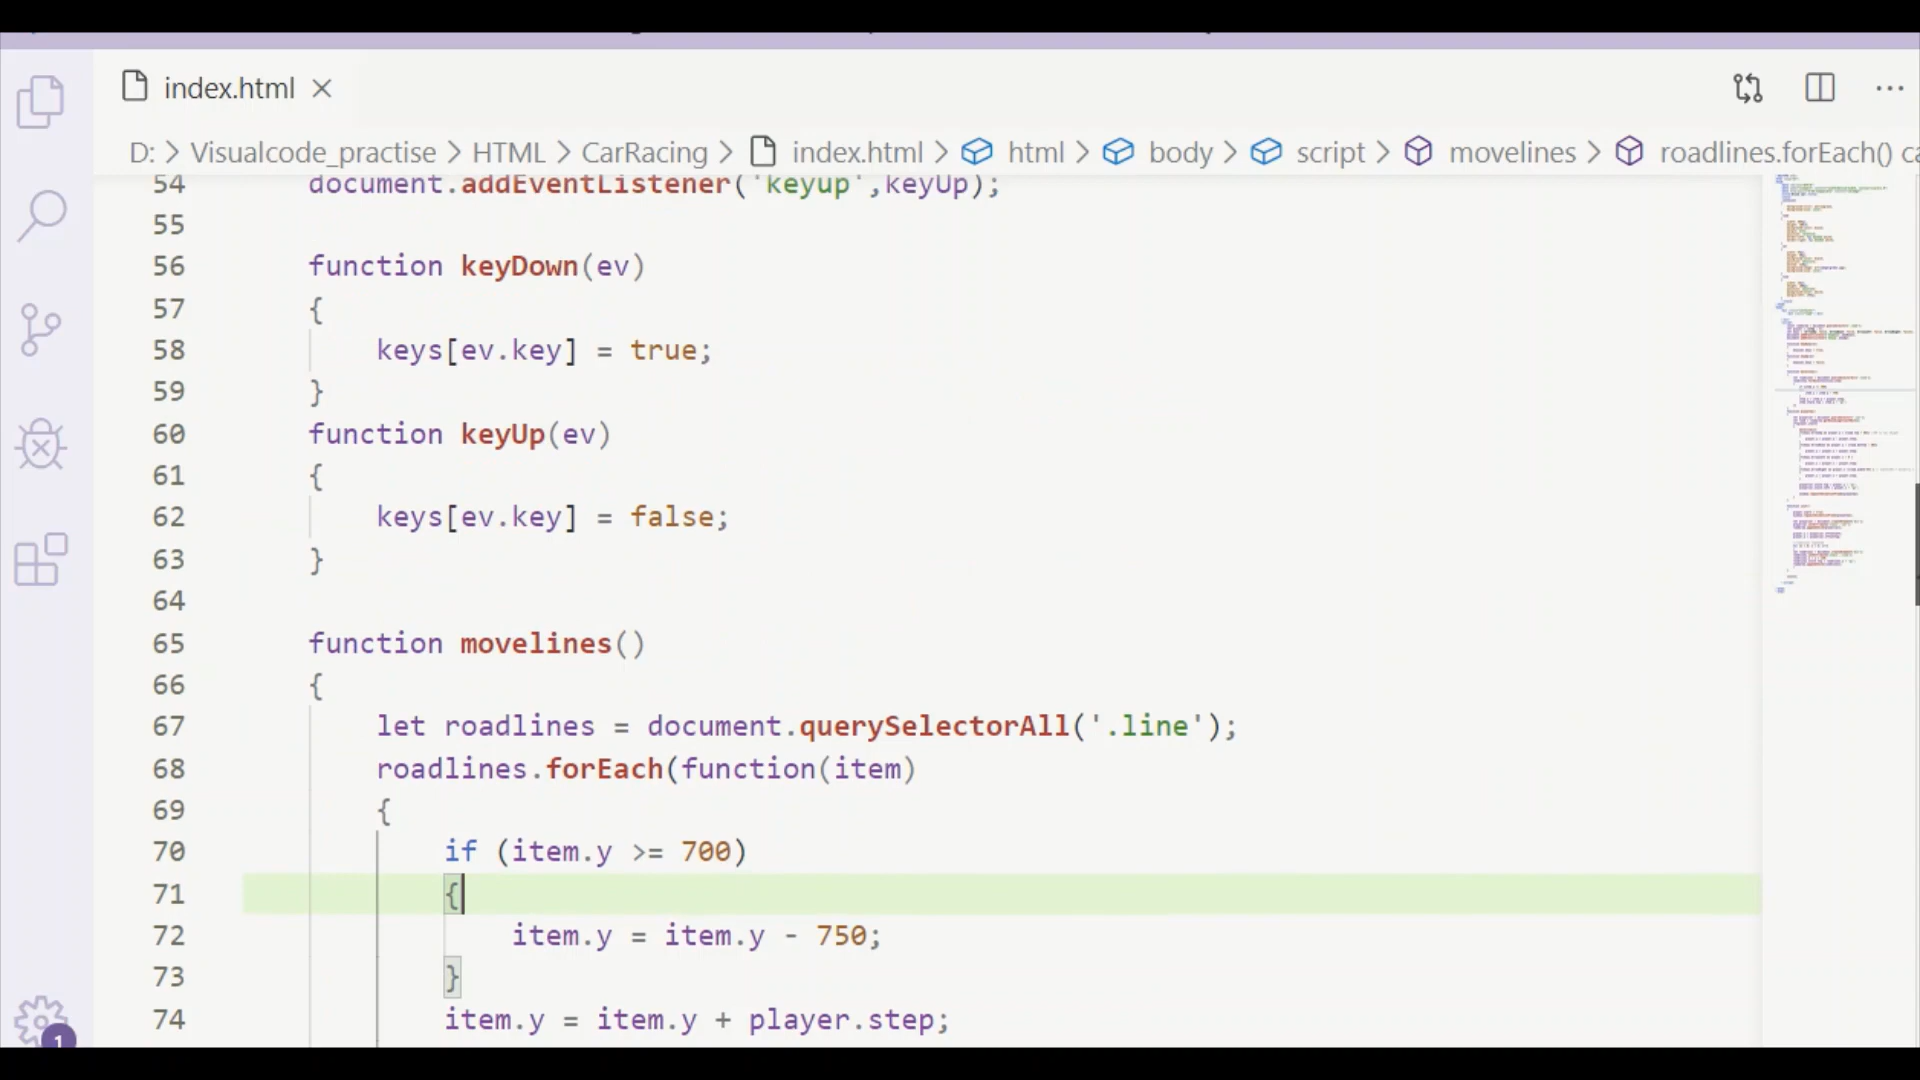 index.html
D: > Visualcode_practise > HTML > CarRacing > index.html > html > body > script > movelines > roadlines.forEach()
54 document.addEventListener('keyup',keyUp);
55
56 function keyDown(ev)
57 {
58 keys[ev.key] = true;
59 }
60 function keyUp(ev)
61 {
62 keys[ev.key] = false;
63 }
64
65 function movelines()
66 {
67 let roadlines = document.querySelectorAll('.line');
68 roadlines.forEach(function(item)
69 {
70 if (item.y >= 700)
71 {
72 item.y = item.y - 750;
73 }
74 item.y = item.y + player.step;
1